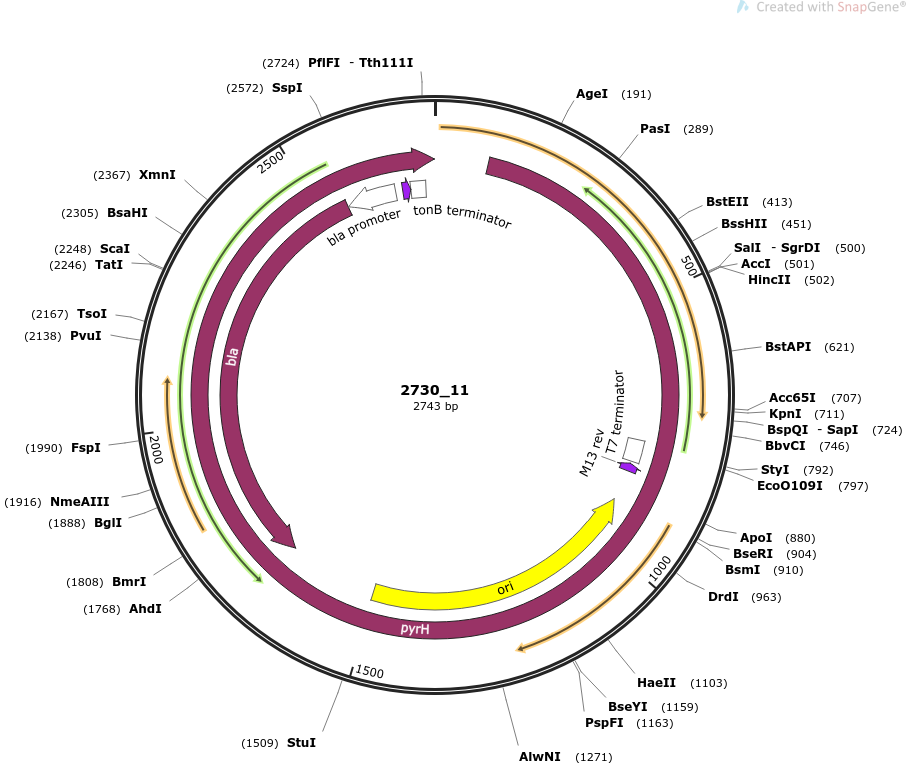 Created with SnapGene®
(2724) PflFI - Tth111I
(2572) SspI
AgeI (191)
PasI (289)
2500
(2367) XmnI
bla promoter
tonB terminator
BstEII (413)
(2305) BsaHI
BssHII (451)
(2248) ScaI
SalI - SgrDI (500)
(2246) TatI
AccI (501)
500
HincII (502)
(2167) TsoI
(2138) PvuI
BstAPI (621)
bla
2730_11
2743 bp
Acc65I (707)
KpnI (711)
T7 terminator
BspQI - SapI (724)
M13 rev
BbvCI (746)
2000
(1990) FspI
StyI (792)
EcoO109I (797)
(1916) NmeAIII
(1888) BglI
ApoI (880)
BseRI (904)
BsmI (910)
1000
(1808) BmrI
ori
DrdI (963)
(1768) AhdI
pyrH
1500
HaeII (1103)
BseYI (1159)
PspFI (1163)
(1509) StuI
AlwNI (1271)